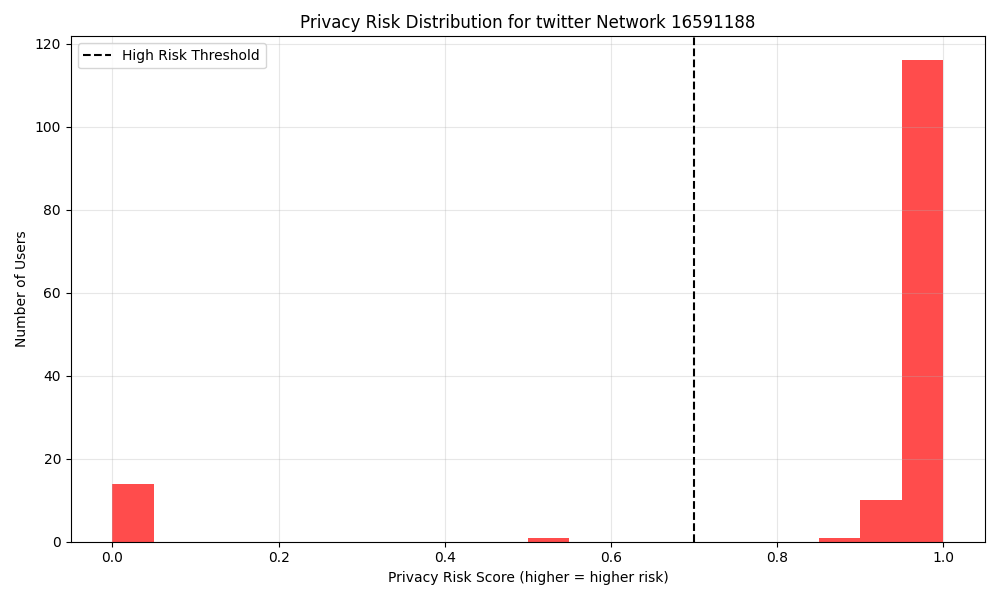 Privacy Risk Distribution for twitter Network 16591188
High Risk Threshold
120
100
80
60
40
20
0
Number of Users
0.0 0.2 0.4 0.6 0.8 1.0
Privacy Risk Score (higher = higher risk)